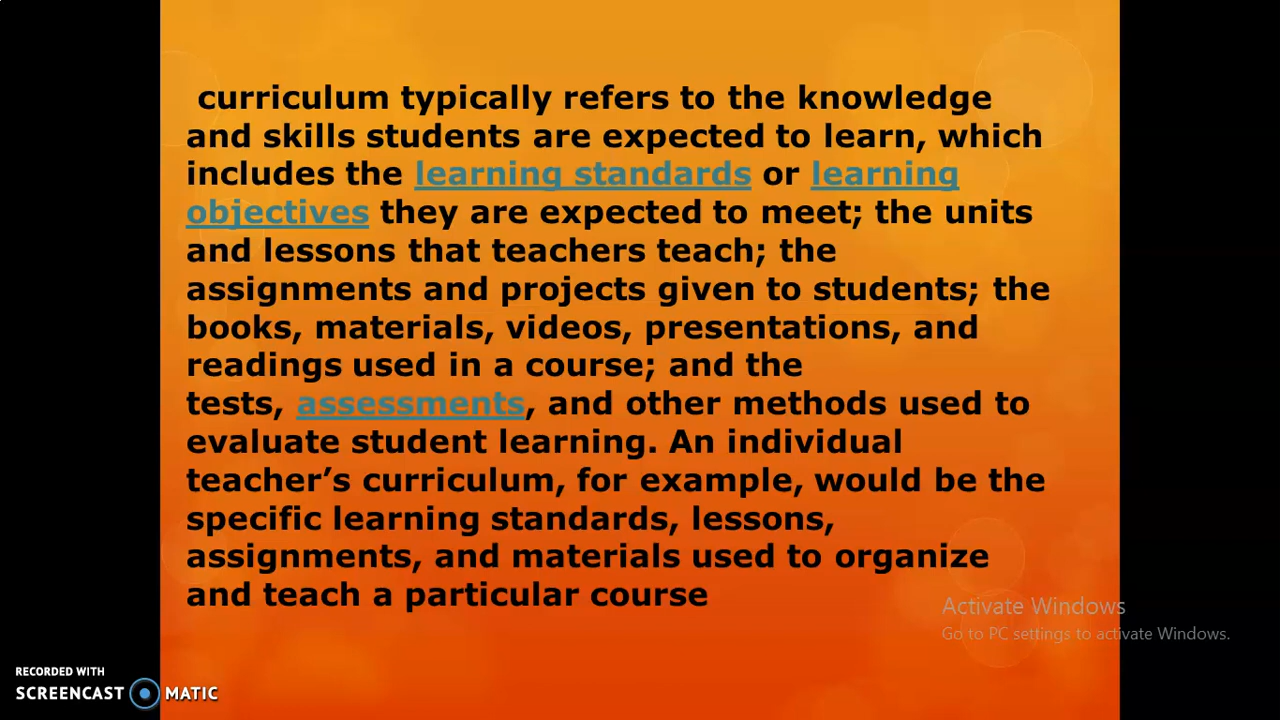 curriculum typically refers to the knowledge
and skills students are expected to learn, which
includes the learning standards or learning
objectives they are expected to meet; the units
and lessons that teachers teach; the
assignments and projects given to students; the
books, materials, videos, presentations, and
readings used in a course; and the
tests, assessments, and other methods used to
evaluate student learning. An individual
teacher’s curriculum, for example, would be the
specific learning standards, lessons,
assignments, and materials used to organize
and teach a particular course
Activate Windows
Go to PC settings to activate Windows.
RECORDED WITH
SCREENCAST MATIC